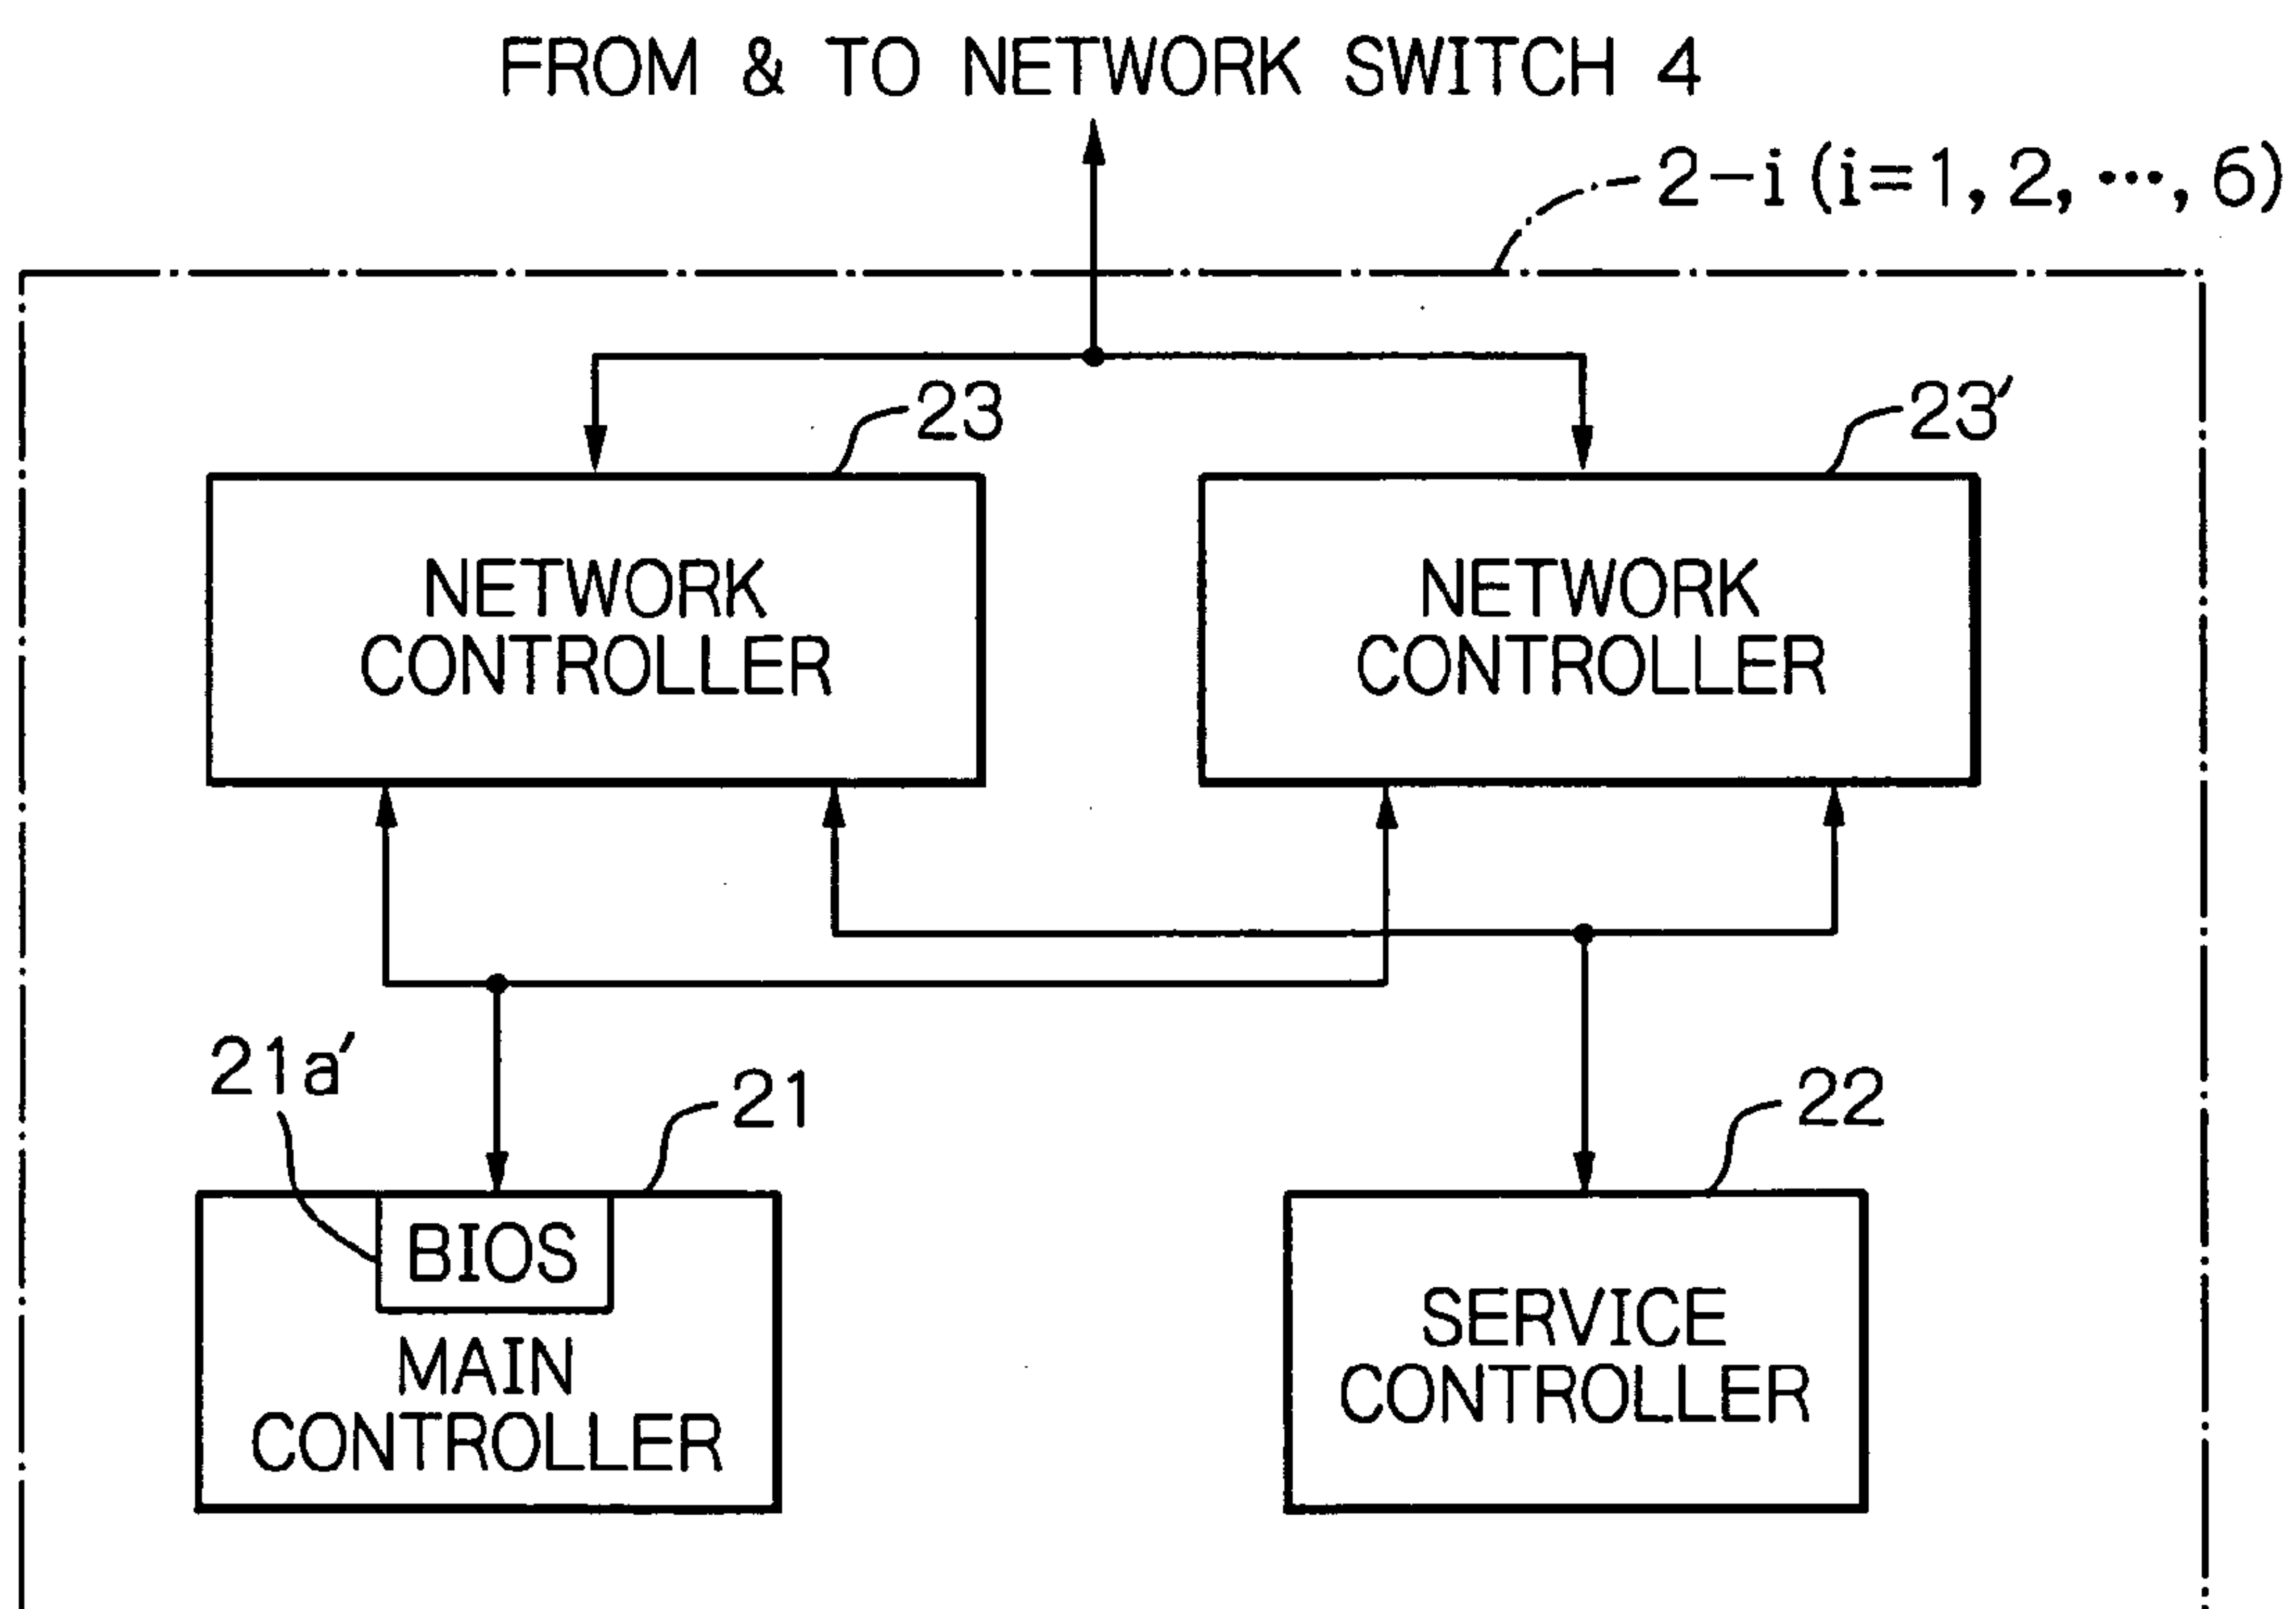 FROM & TO NETWORK SWITCH 4
2-i (i=1, 2, ···, 6)
23
23′
NETWORK
CONTROLLER
NETWORK
CONTROLLER
21a′
21
22
BIOS
MAIN
CONTROLLER
SERVICE
CONTROLLER